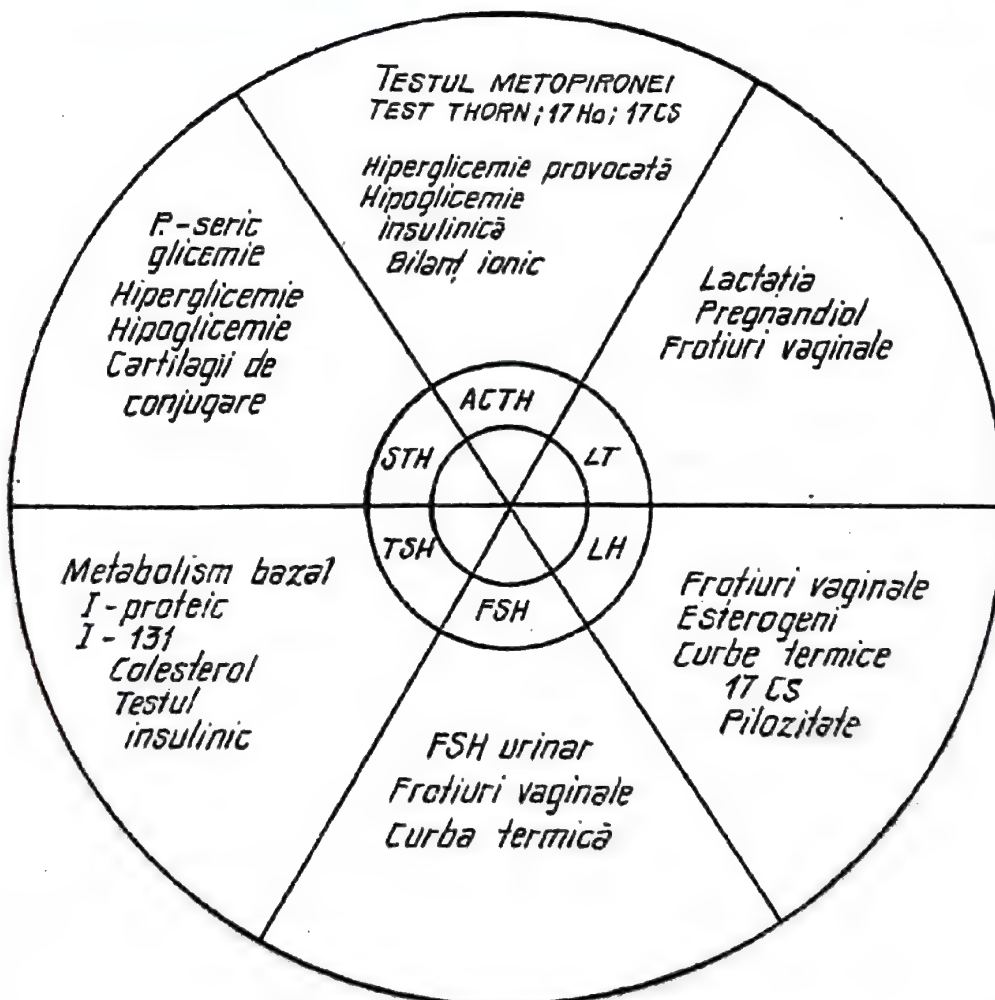 TESTUL METOPIRONEI
TEST THORN; 17 Ho; 17 CS
Hiperglicemie provocată
Hipoglicemie
insulinică
Bilanț ionic
P.-seric
glicemie
Hiperglicemie
Hipoglicemie
Cartilagii de
conjugare
Lactația
Pregnandiol
Frotiuri vaginale
ACTH
STH
LT
TSH
LH
FSH
Metabolism bazal
I-proteic
I-131
Colesterol
Testul
insulinic
Frotiuri vaginale
Esterogeni
Curbe termice
17 CS
Pilozitate
FSH urinar
Frotiuri vaginale
Curba termică